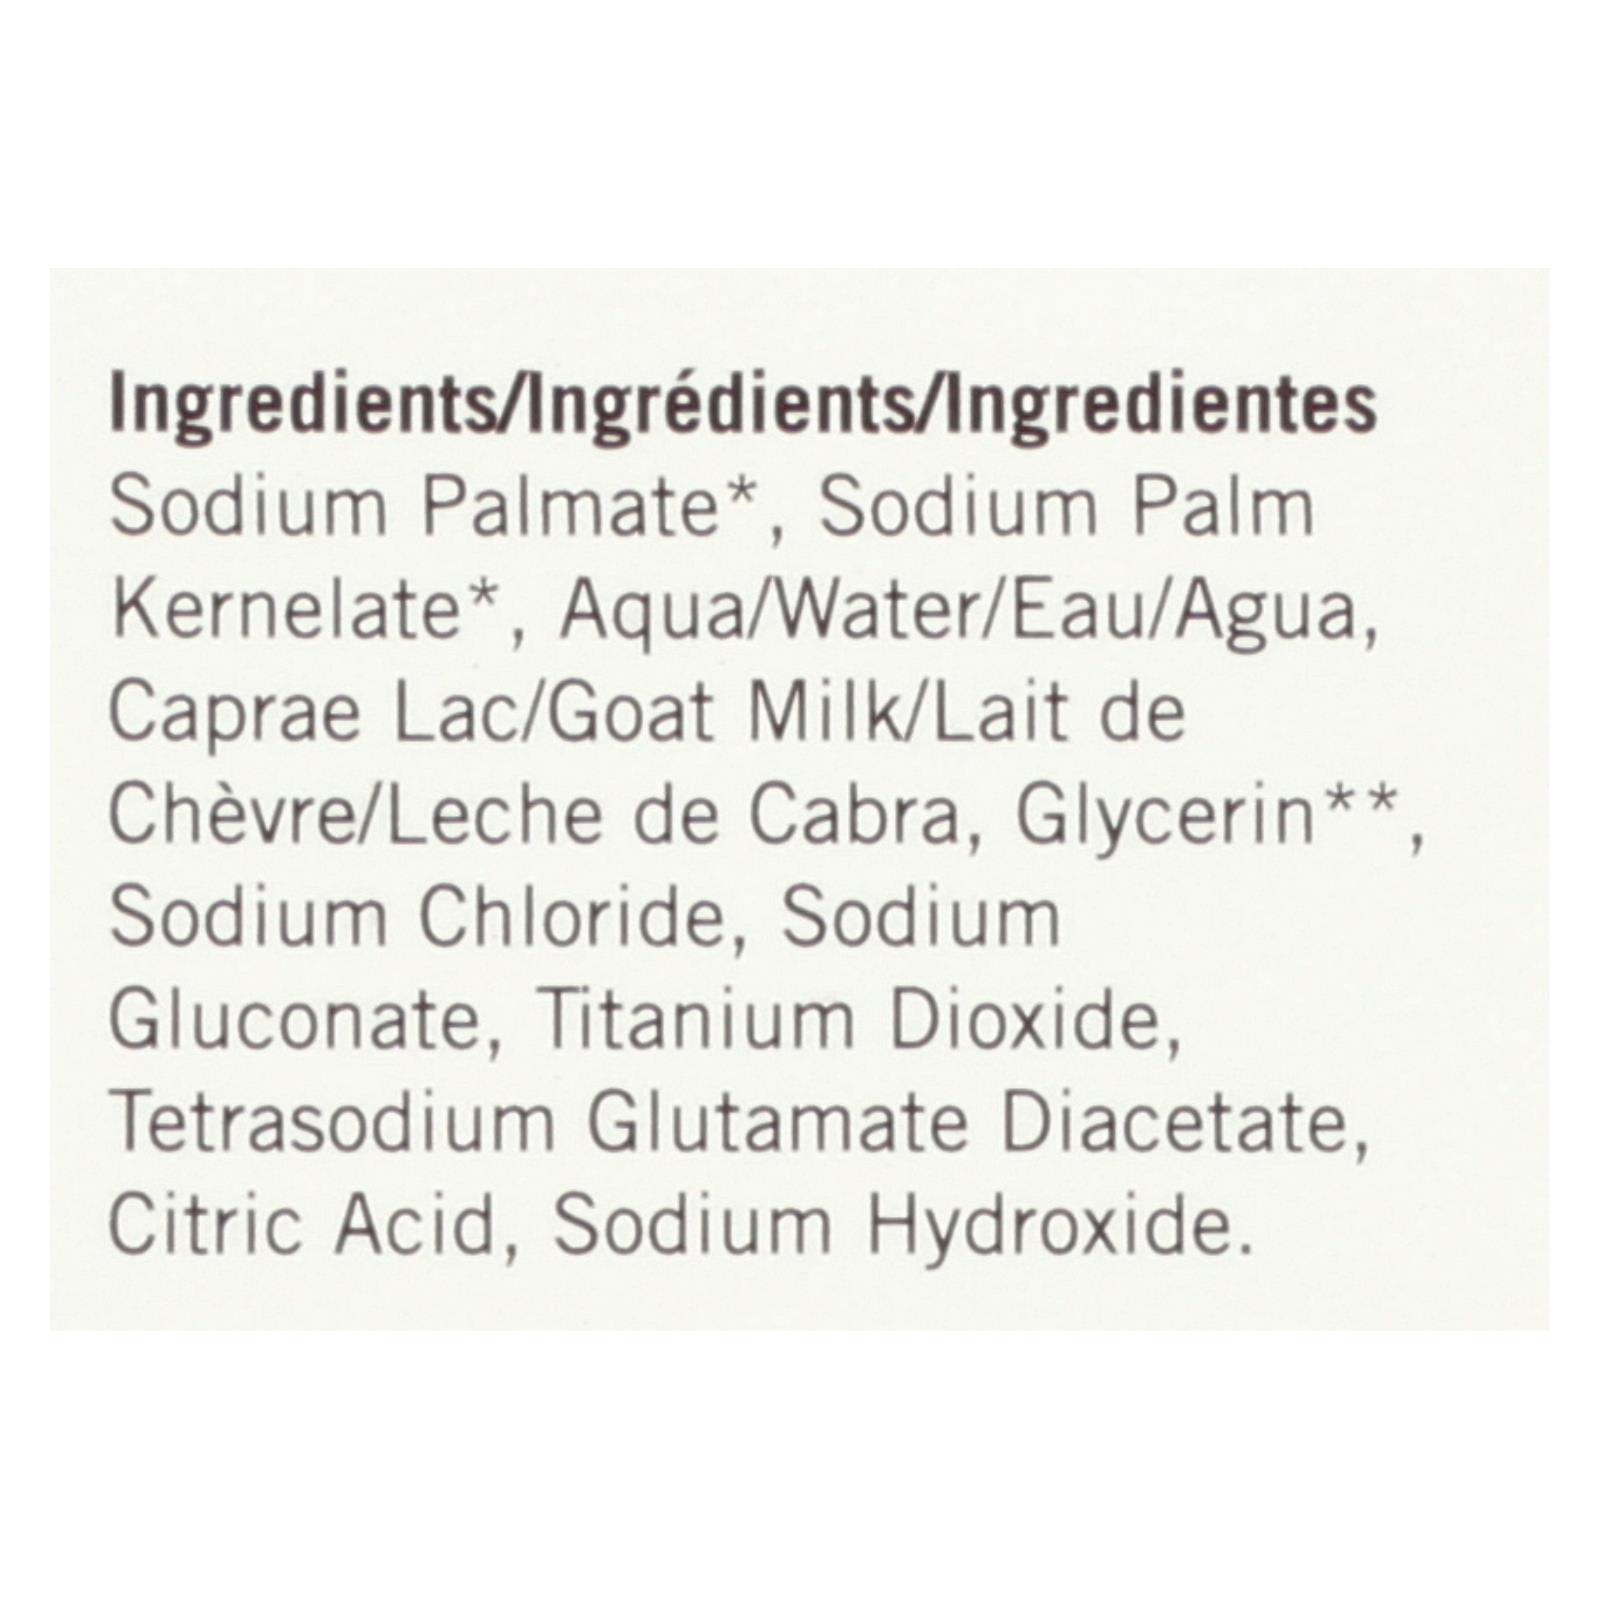 Ingredients/Ingrédients/Ingredientes
Sodium Palmate*, Sodium Palm
Kernelate*, Aqua/Water/Eau/Agua,
Caprae Lac/Goat Milk/Lait de
Chèvre/Leche de Cabra, Glycerin**,
Sodium Chloride, Sodium
Gluconate, Titanium Dioxide,
Tetrasodium Glutamate Diacetate,
Citric Acid, Sodium Hydroxide.